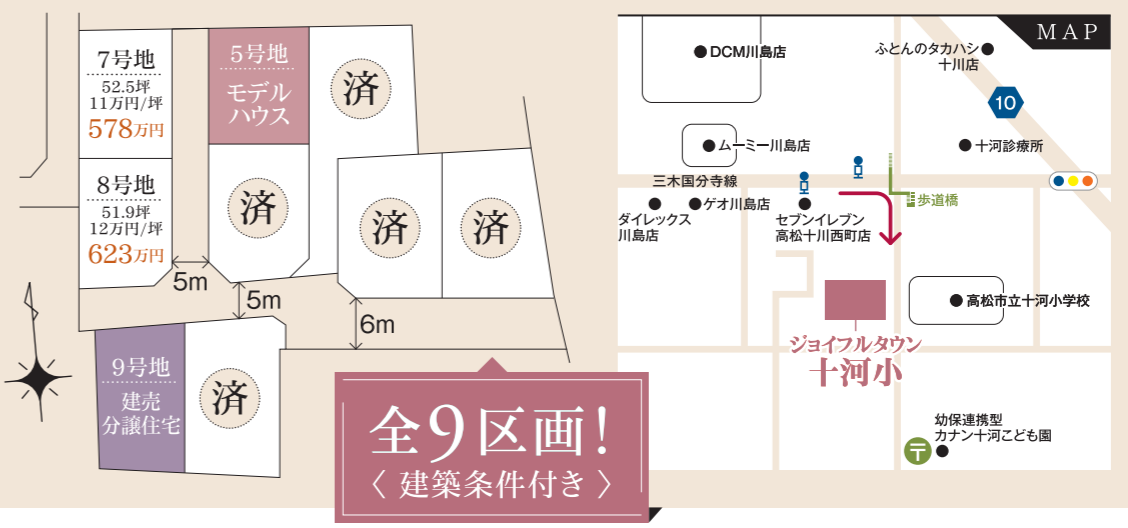 7号地
52.5坪
11万円/坪
578万円
8号地
51.9坪
12万円/坪
623万円
5号地
モデル
ハウス
済
済
済
済
5m
5m
6m
9号地
建売
分譲住宅
済
全9区画!
〈 建築条件付き 〉
MAP
DCM川島店
ふとんのタカハシ
十川店
10
ムーミー川島店
十河診療所
三木国分寺線
ダイレックス
川島店
ゲオ川島店
セブンイレブン
高松十川西町店
歩道橋
高松市立十河小学校
ジョイフルタウン
十河小
幼保連携型
カナン十河こども園
〒